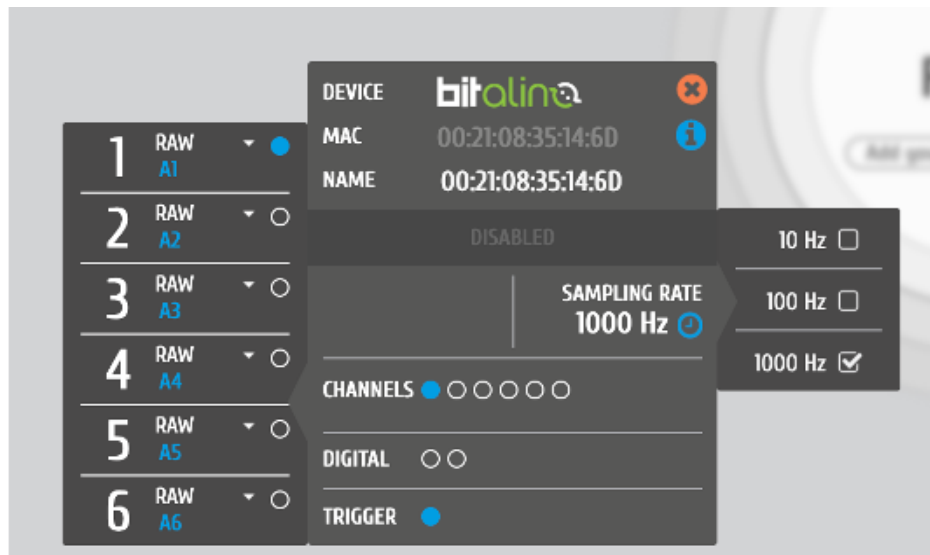 1 RAW
A1
2 RAW
A2
3 RAW
A3
4 RAW
A4
5 RAW
A5
6 RAW
A6
DEVICE bitalino
MAC 00:21:08:35:14:6D
NAME 00:21:08:35:14:6D
DISABLED
SAMPLING RATE
1000 Hz
CHANNELS
DIGITAL
TRIGGER
10 Hz
100 Hz
1000 Hz